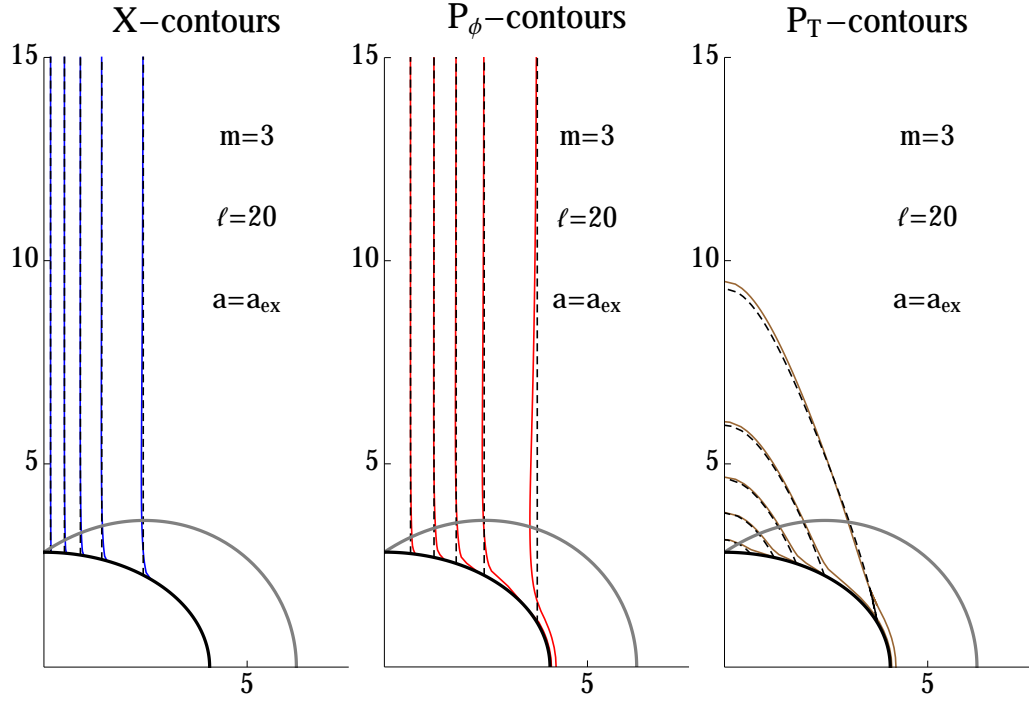 X−contours
15
10
5
5
m=3
ℓ=20
a=a_ex
P_ϕ−contours
15
10
5
5
m=3
ℓ=20
a=a_ex
P_T−contours
15
10
5
5
m=3
ℓ=20
a=a_ex